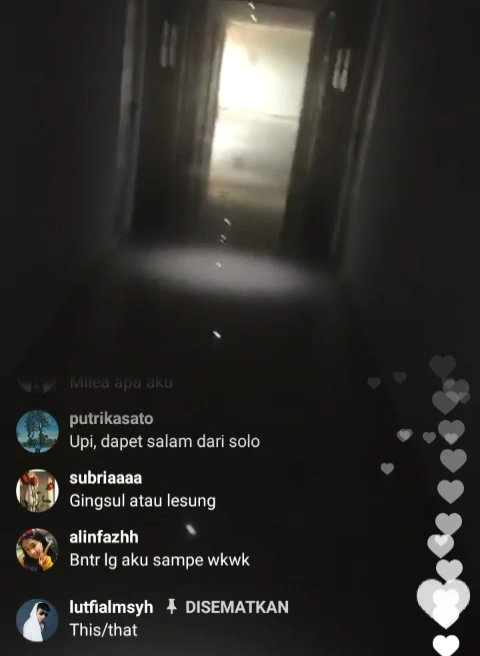 Milea apa aku
putrikasato
Upi, dapet salam dari solo
subriaaaa
Gingsul atau lesung
alinfazhh
Bntr lg aku sampe wkwk
lutfialmsyh DISEMATKAN
This/that